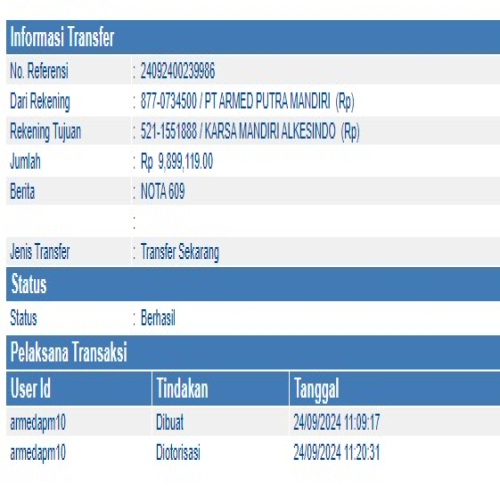 Informasi Transfer
No. Referensi : 24092400239986
Dari Rekening : 877-0734500 / PT ARMED PUTRA MANDIRI (Rp)
Rekening Tujuan : 521-1551888 / KARSA MANDIRI ALKESINDO (Rp)
Jumlah : Rp 9,899,119.00
Berita : NOTA 609
:
Jenis Transfer : Transfer Sekarang
Status
Status : Berhasil
Pelaksana Transaksi
User Id Tindakan Tanggal
armedapm10 Dibuat 24/09/2024 11:09:17
armedapm10 Diotorisasi 24/09/2024 11:20:31